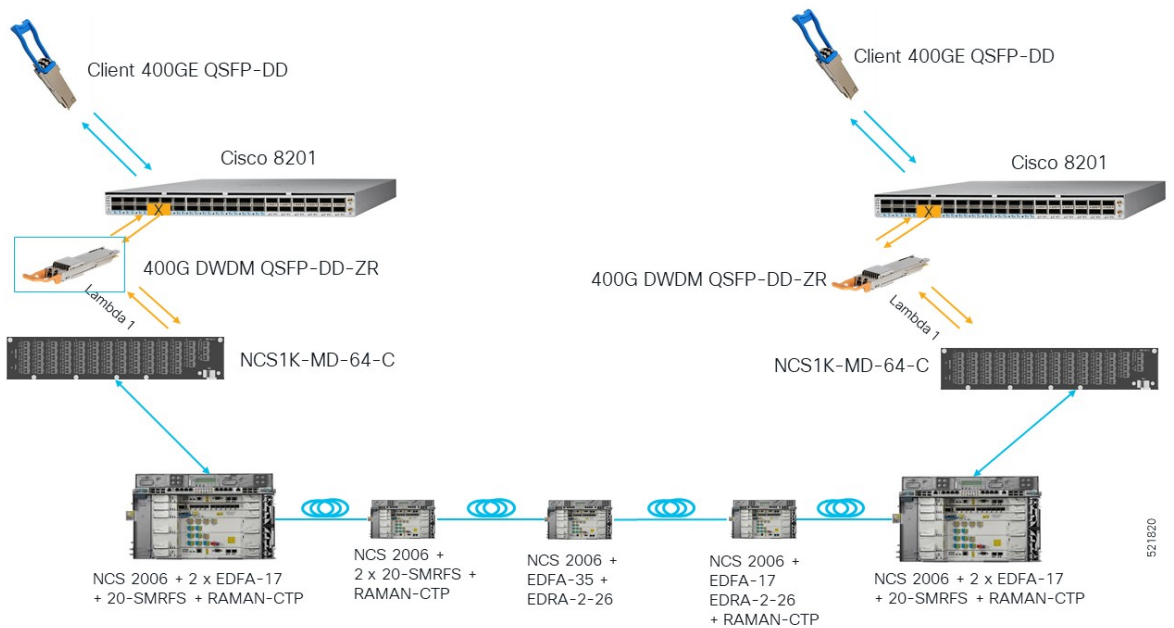 Client 400GE QSFP-DD
Client 400GE QSFP-DD
Cisco 8201
Cisco 8201
X
X
400G DWDM QSFP-DD-ZR
400G DWDM QSFP-DD-ZR
Lambda 1
Lambda 1
NCS1K-MD-64-C
NCS1K-MD-64-C
NCS 2006 + 2 x EDFA-17
+ 20-SMRFS + RAMAN-CTP
NCS 2006 +
2 x 20-SMRFS +
RAMAN-CTP
NCS 2006 +
EDFA-35 +
EDRA-2-26
NCS 2006 +
EDFA-17
EDRA-2-26
+ RAMAN-CTP
NCS 2006 + 2 x EDFA-17
+ 20-SMRFS + RAMAN-CTP
521820